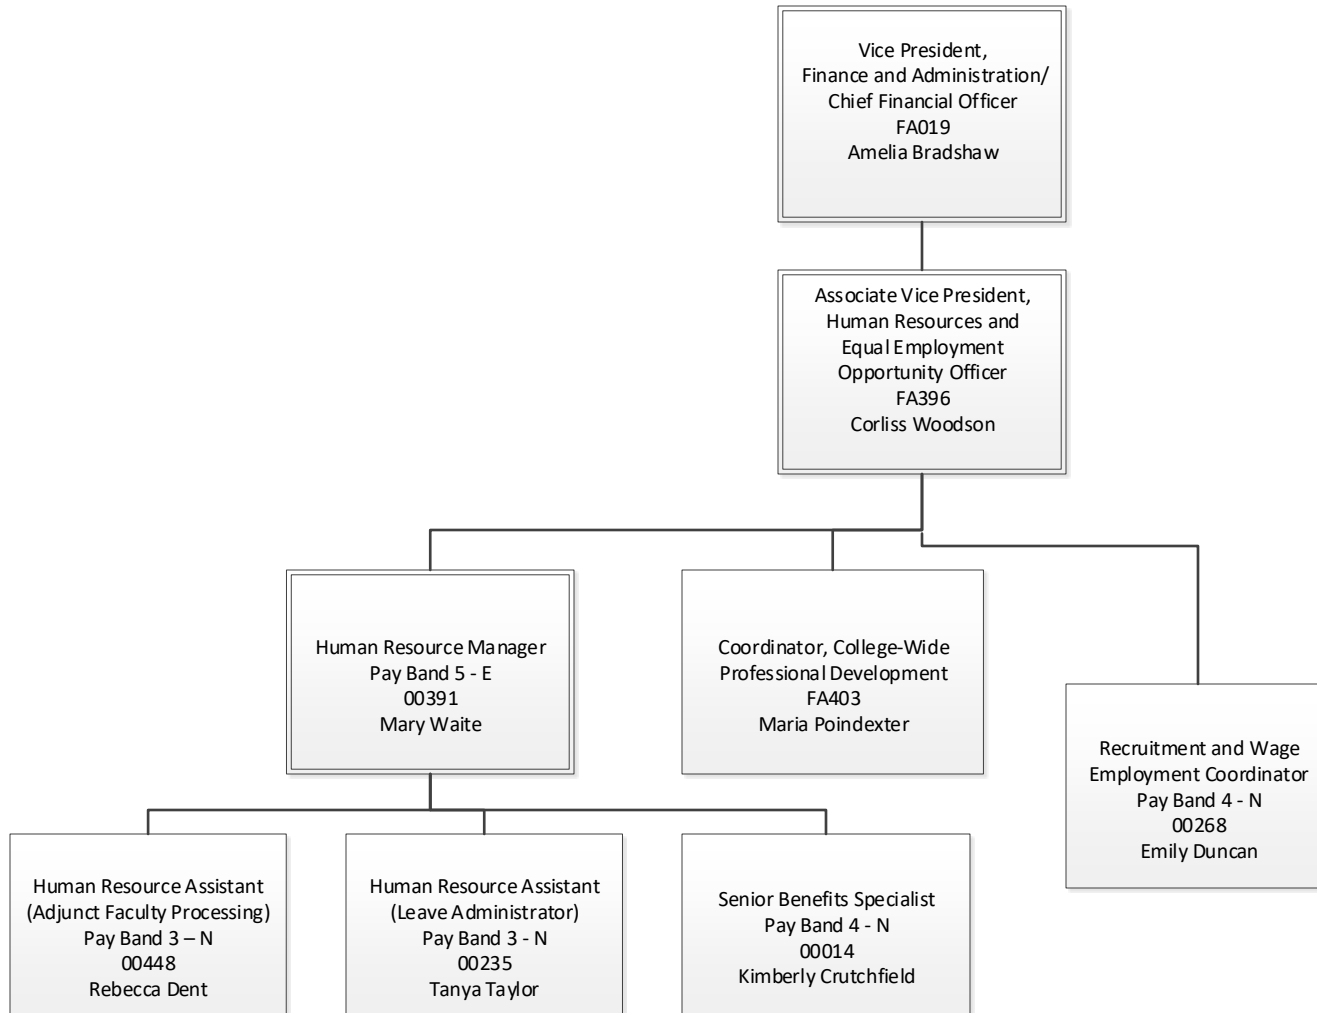 Vice President,
Finance and Administration/
Chief Financial Officer
FA019
Amelia Bradshaw
Associate Vice President,
Human Resources and
Equal Employment
Opportunity Officer
FA396
Corliss Woodson
Human Resource Manager
Pay Band 5 - E
00391
Mary Waite
Coordinator, College-Wide
Professional Development
FA403
Maria Poindexter
Recruitment and Wage
Employment Coordinator
Pay Band 4 - N
00268
Emily Duncan
Human Resource Assistant
(Adjunct Faculty Processing)
Pay Band 3 – N
00448
Rebecca Dent
Human Resource Assistant
(Leave Administrator)
Pay Band 3 - N
00235
Tanya Taylor
Senior Benefits Specialist
Pay Band 4 - N
00014
Kimberly Crutchfield